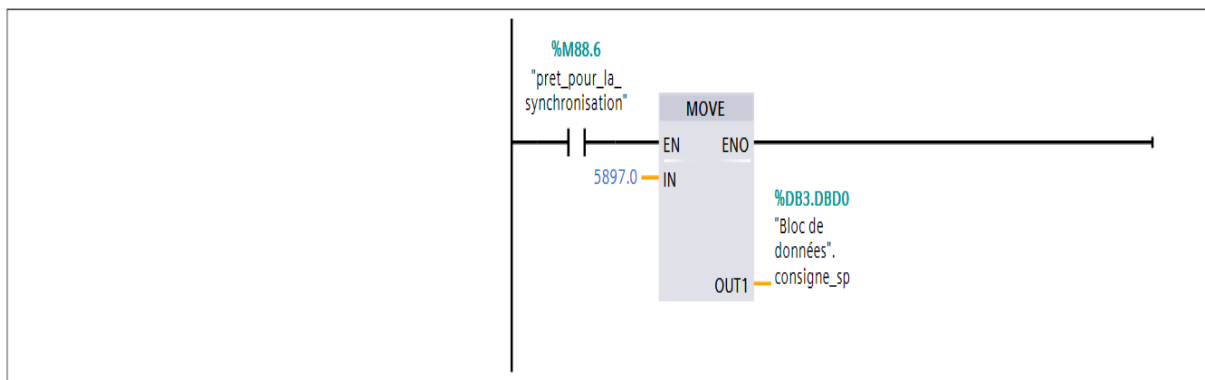 %M88.6
"pret_pour_la_
synchronisation"
MOVE
EN ENO
5897.0 IN
%DB3.DBD0
"Bloc de
données".
OUT1 consigne_sp